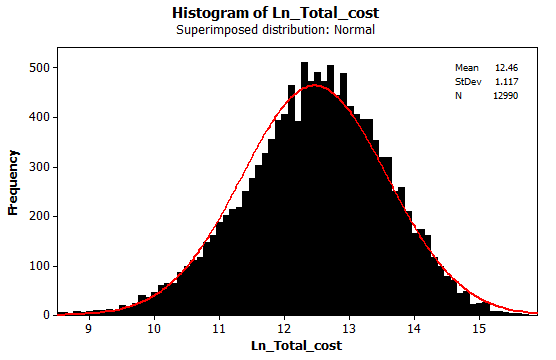 Histogram of Ln_Total_cost
Superimposed distribution: Normal
Mean 12.46
StDev 1.117
N 12990
500
400
300
200
100
0
Frequency
9 10 11 12 13 14 15
Ln_Total_cost